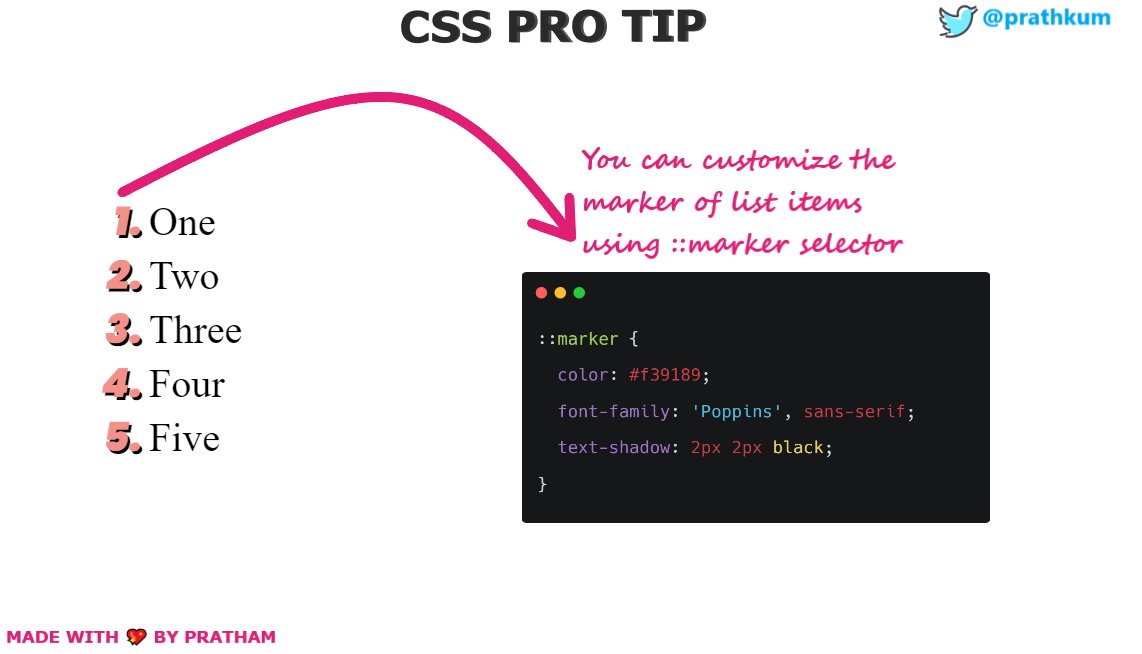 CSS PRO TIP
@prathkum
You can customize the
marker of list items
using ::marker selector
1. One
2. Two
3. Three
4. Four
5. Five
::marker {
color: #f39189;
font-family: 'Poppins', sans-serif;
text-shadow: 2px 2px black;
}
MADE WITH 💖 BY PRATHAM